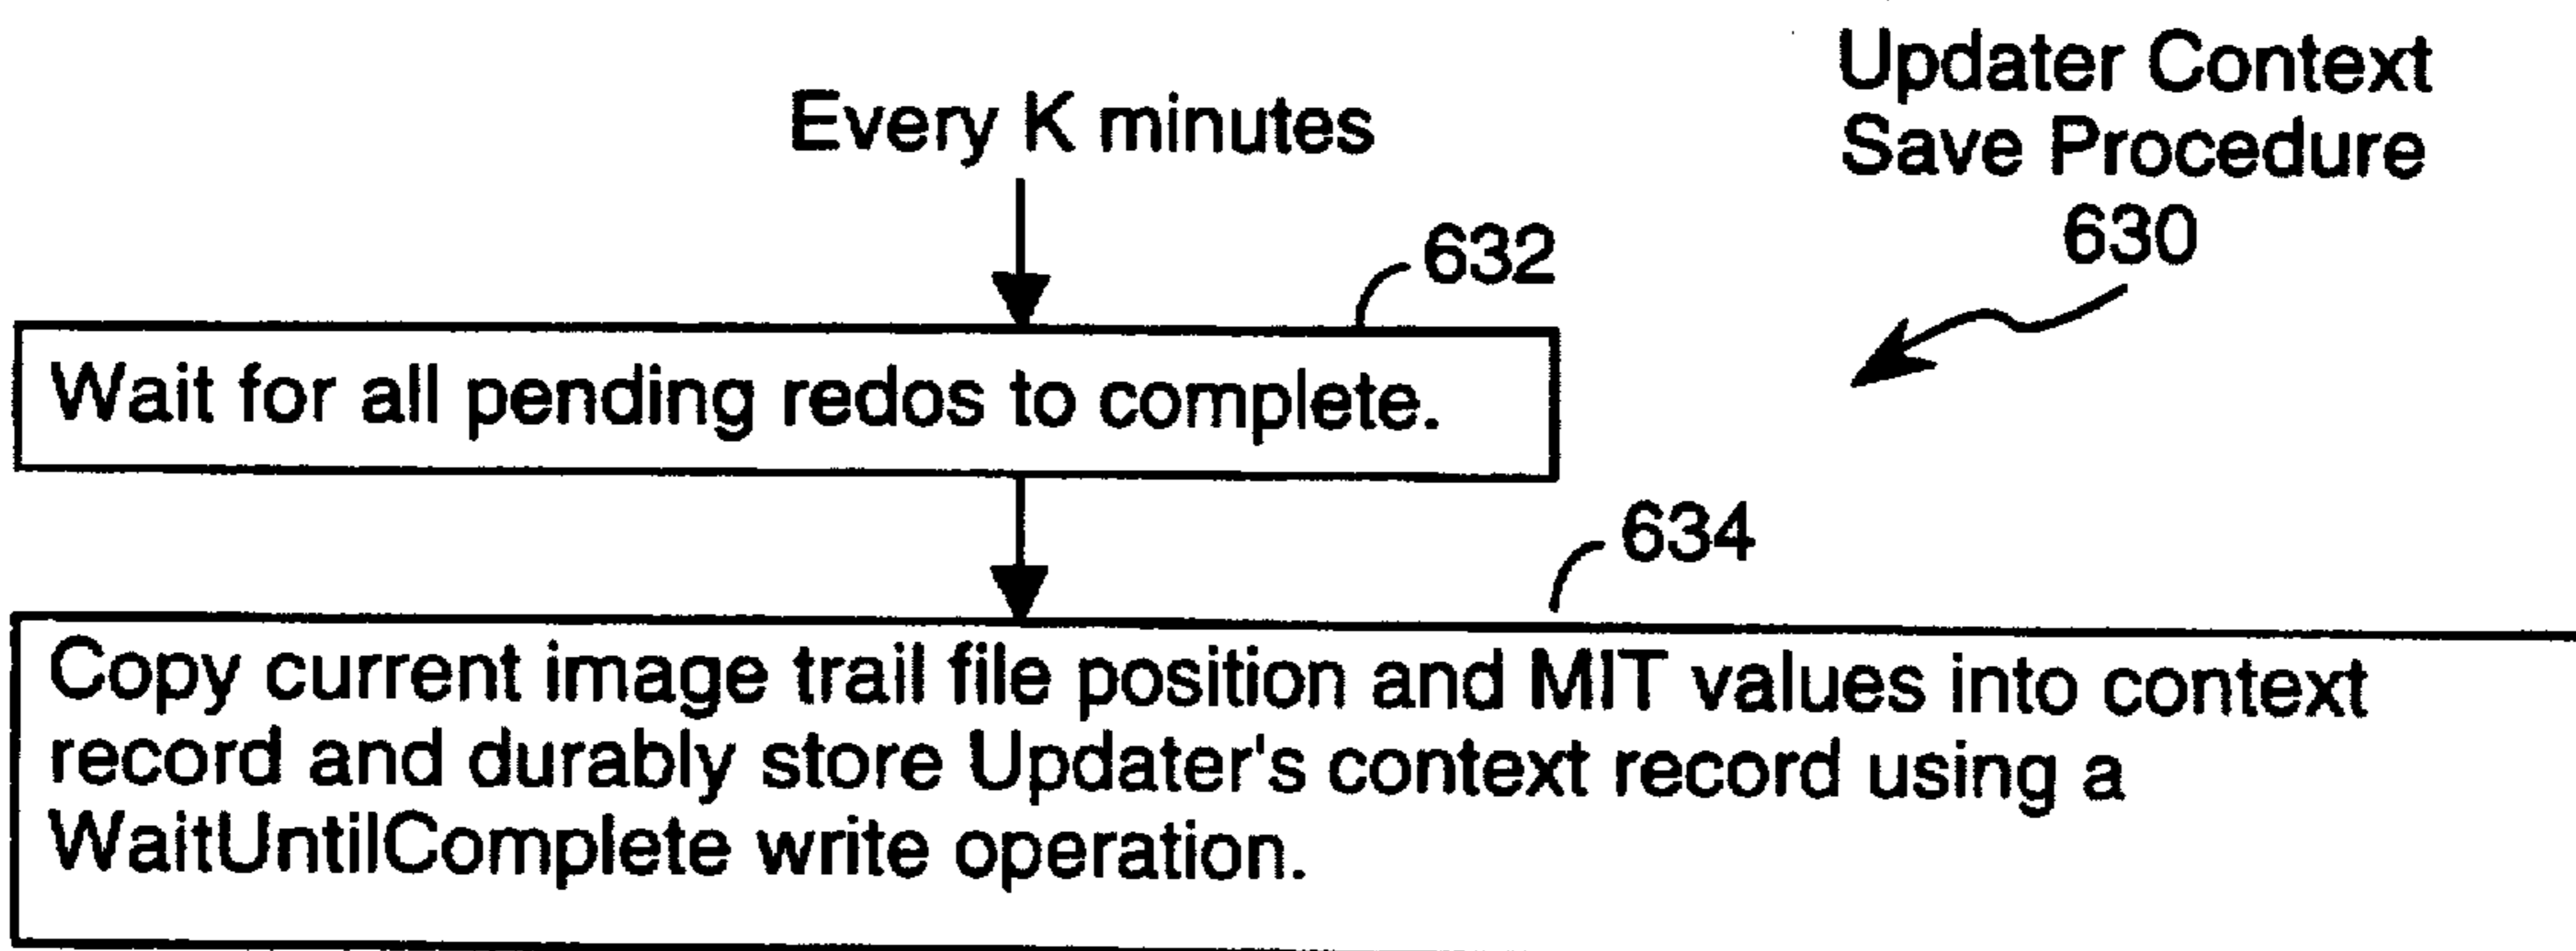 Updater Context
Save Procedure
630
Every K minutes
632
Wait for all pending redos to complete.
634
Copy current image trail file position and MIT values into context
record and durably store Updater's context record using a
WaitUntilComplete write operation.